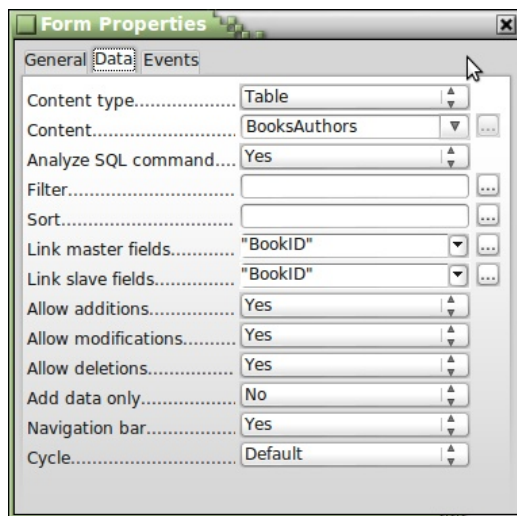 Form Properties
General Data Events
Content type.................. Table
Content......................... BooksAuthors ...
Analyze SQL command.... Yes
Filter............................. ...
Sort.............................. ...
Link master fields........... "BookID" ...
Link slave fields............. "BookID" ...
Allow additions.............. Yes
Allow modifications......... Yes
Allow deletions.............. Yes
Add data only................ No
Navigation bar............... Yes
Cycle............................. Default